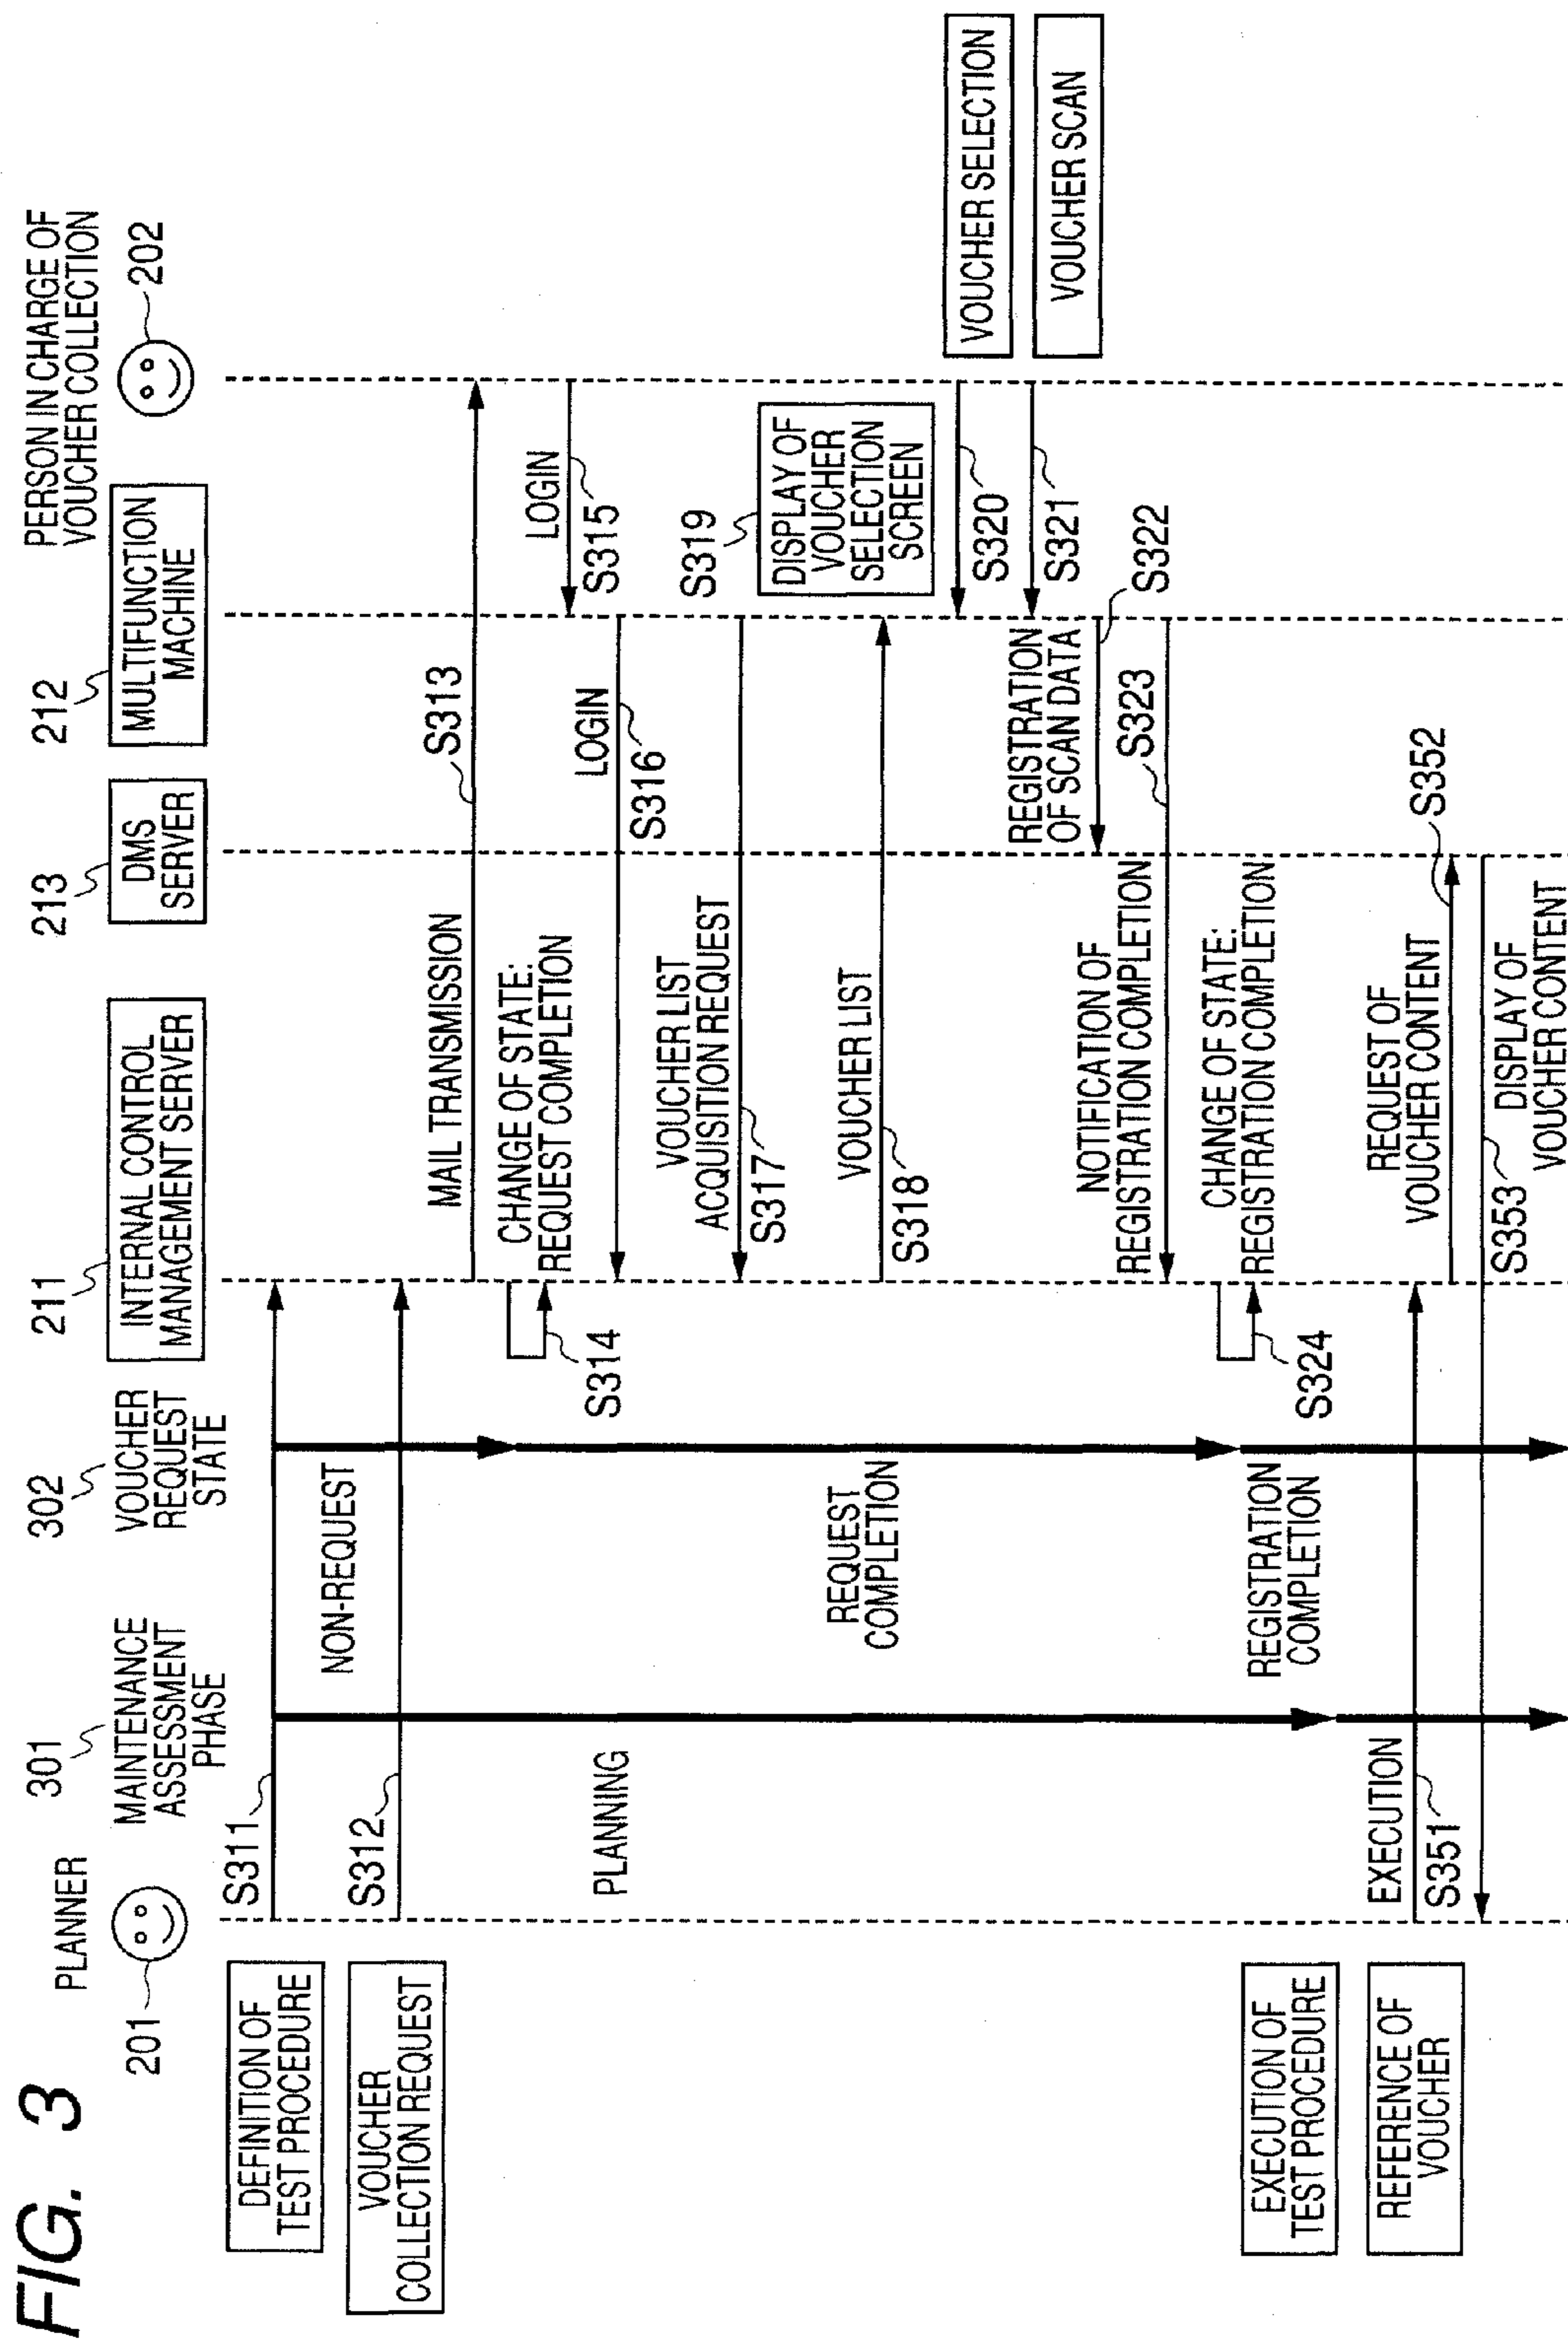 FIG. 3
PLANNER
201
301
MAINTENANCE
ASSESSMENT
PHASE
302
VOUCHER
REQUEST
STATE
211
INTERNAL CONTROL
MANAGEMENT SERVER
213
DMS
SERVER
212
MULTIFUNCTION
MACHINE
PERSON IN CHARGE OF
VOUCHER COLLECTION
202
DEFINITION OF
TEST PROCEDURE
S311
VOUCHER
COLLECTION REQUEST
S312
NON-REQUEST
MAIL TRANSMISSION
S313
CHANGE OF STATE:
REQUEST COMPLETION
S314
LOGIN
S315
LOGIN
S316
PLANNING
VOUCHER LIST
ACQUISITION REQUEST
S317
S319
DISPLAY OF
VOUCHER
SELECTION
SCREEN
REQUEST
COMPLETION
VOUCHER LIST
S318
S320
VOUCHER SELECTION
S321
VOUCHER SCAN
REGISTRATION
OF SCAN DATA
S322
NOTIFICATION OF
REGISTRATION COMPLETION
S323
CHANGE OF STATE:
REGISTRATION COMPLETION
S324
REGISTRATION
COMPLETION
EXECUTION OF
TEST PROCEDURE
EXECUTION
S351
REFERENCE OF
VOUCHER
REQUEST OF
VOUCHER CONTENT
S352
S353
DISPLAY OF
VOUCHER CONTENT